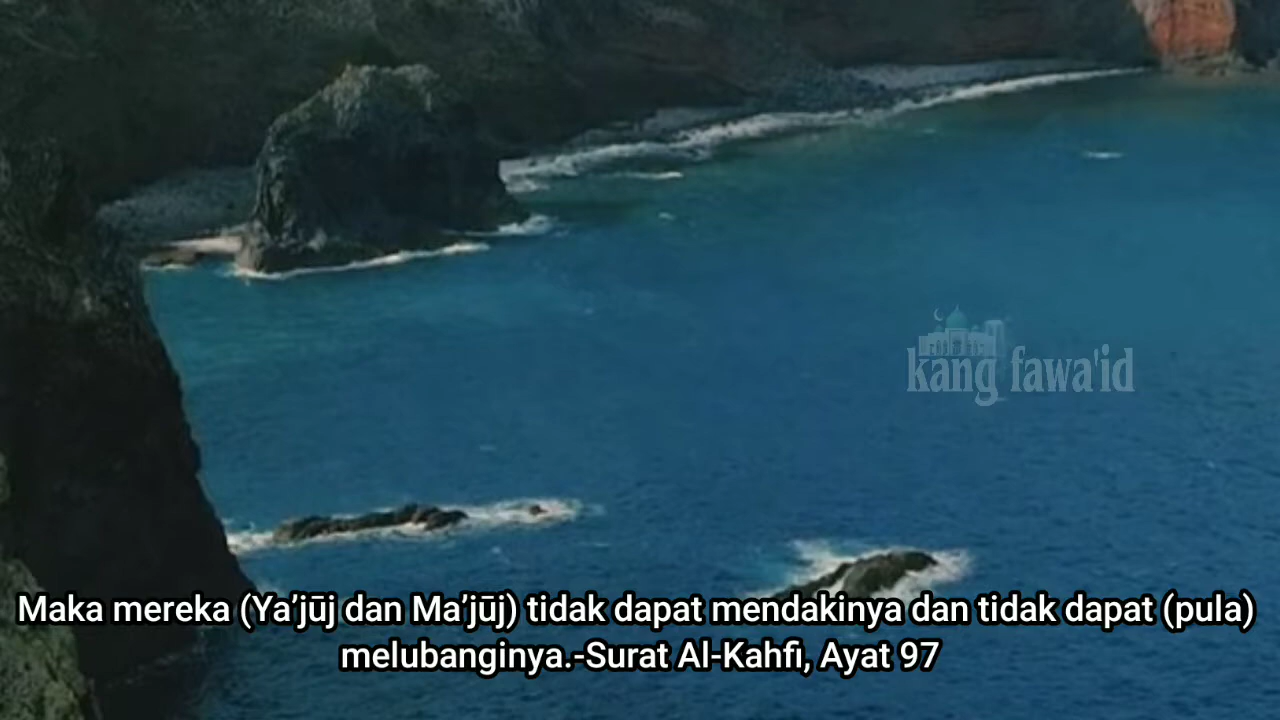 kang fawa'id
Maka mereka (Ya’jūj dan Ma’jūj) tidak dapat mendakinya dan tidak dapat (pula)
melubanginya.-Surat Al-Kahfi, Ayat 97